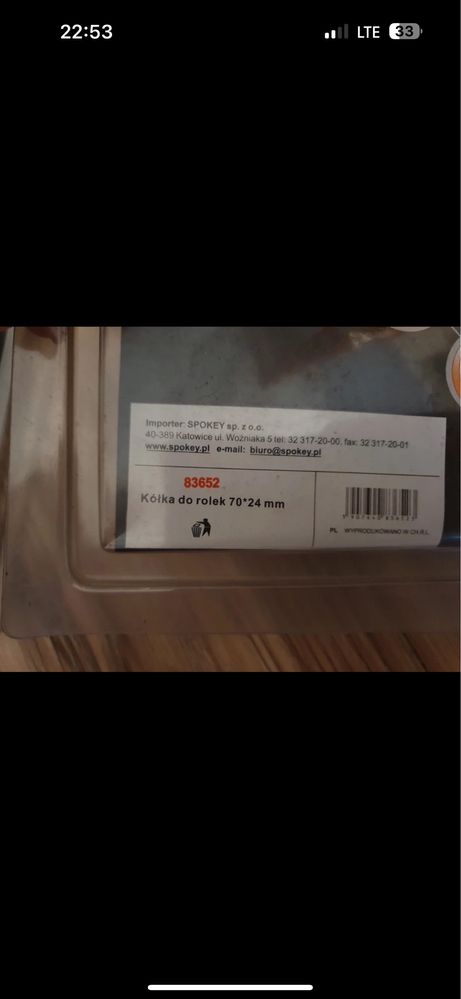 22:53
LTE 33
Importer: SPOKEY sp. z o.o.
40-389 Katowice ul. Woźniaka 5 tel: 32 317-20-00, fax: 32 317-20-01
www.spokey.pl e-mail: biuro@spokey.pl
83652
Kółka do rolek 70*24 mm
PL WYPRODUKOWANO W CH.R.L.